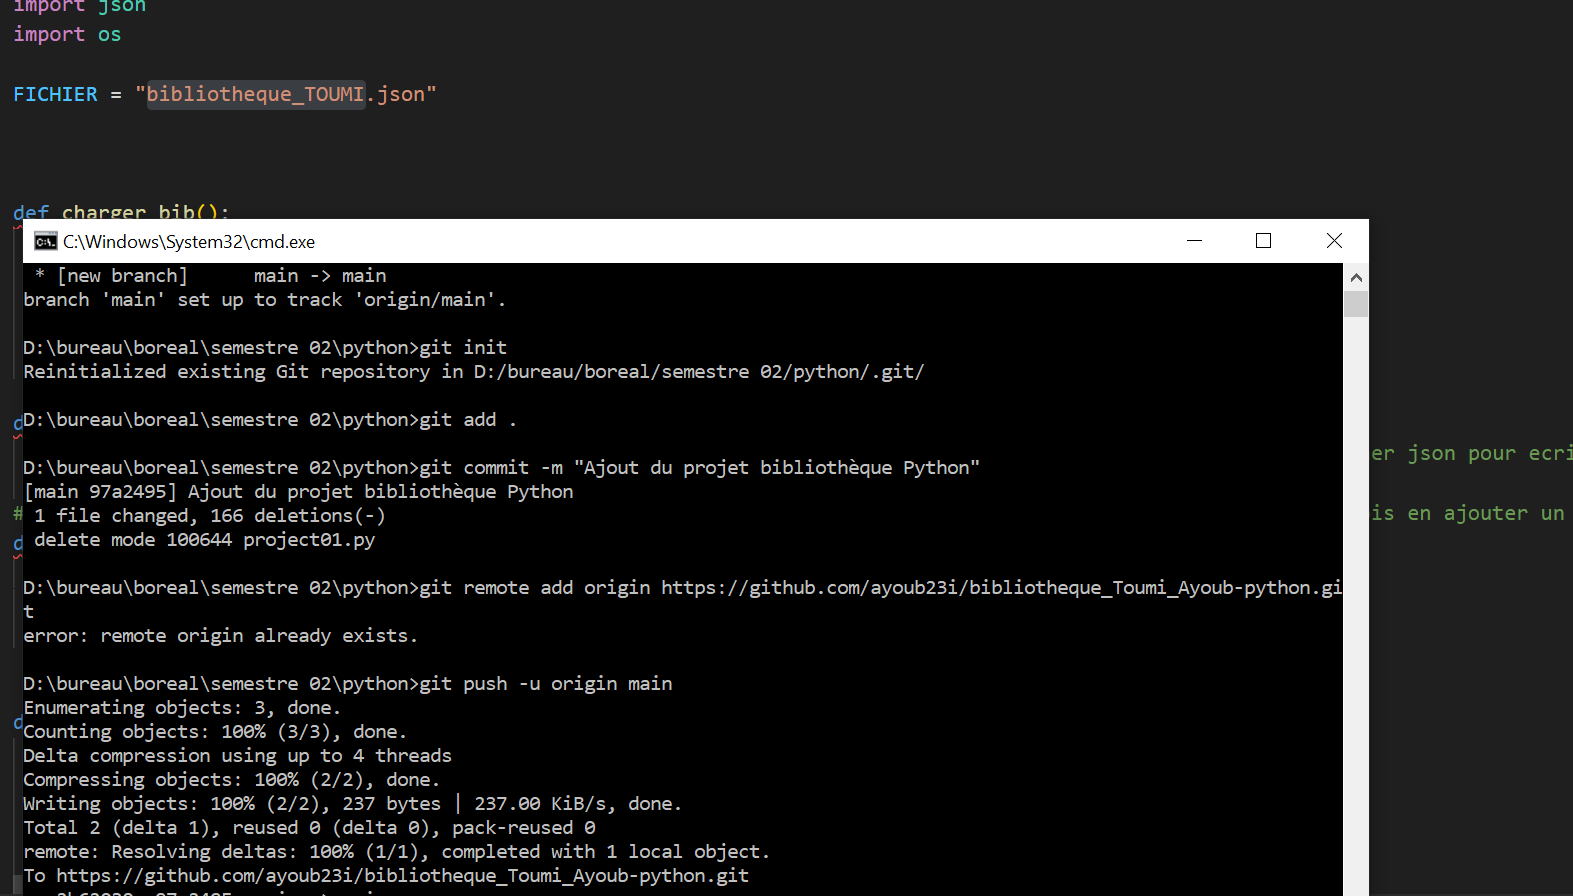 import json
import os
FICHIER = "bibliotheque_TOUMI.json"
def charger_bib():
C:\Windows\System32\cmd.exe
* [new branch]      main -> main
branch 'main' set up to track 'origin/main'.
D:\bureau\boreal\semestre 02\python>git init
Reinitialized existing Git repository in D:/bureau/boreal/semestre 02/python/.git/
D:\bureau\boreal\semestre 02\python>git add .
D:\bureau\boreal\semestre 02\python>git commit -m "Ajout du projet bibliothèque Python"
er json pour ecri
[main 97a2495] Ajout du projet bibliothèque Python
1 file changed, 166 deletions(-)
# is en ajouter un
delete mode 100644 project01.py
D:\bureau\boreal\semestre 02\python>git remote add origin https://github.com/ayoub23i/bibliotheque_Toumi_Ayoub-python.gi
t
error: remote origin already exists.
D:\bureau\boreal\semestre 02\python>git push -u origin main
Enumerating objects: 3, done.
Counting objects: 100% (3/3), done.
Delta compression using up to 4 threads
Compressing objects: 100% (2/2), done.
Writing objects: 100% (2/2), 237 bytes | 237.00 KiB/s, done.
Total 2 (delta 1), reused 0 (delta 0), pack-reused 0
remote: Resolving deltas: 100% (1/1), completed with 1 local object.
To https://github.com/ayoub23i/bibliotheque_Toumi_Ayoub-python.git